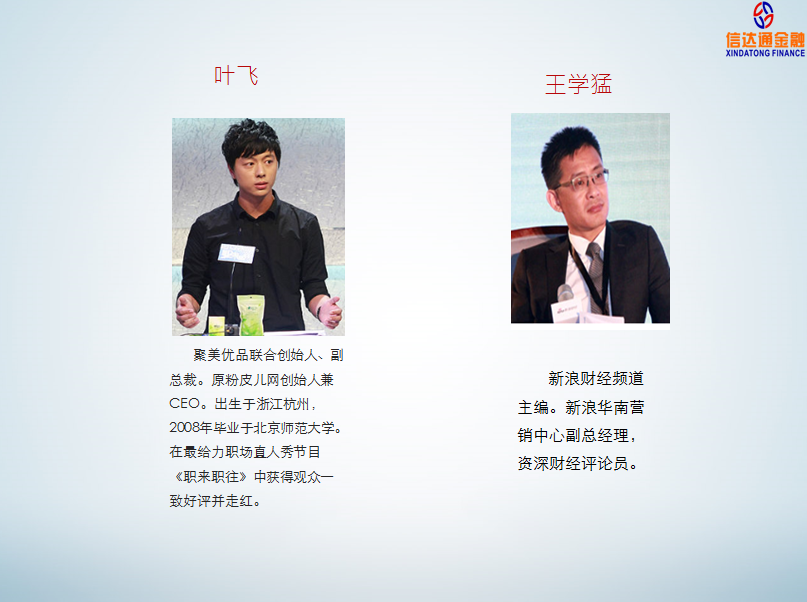 信达通金融
XINDATONG FINANCE
叶飞
王学猛
聚美优品联合创始人、副
总裁。原粉皮儿网创始人兼
CEO。出生于浙江杭州，
2008年毕业于北京师范大学。
在最给力职场真人秀节目
《职来职往》中获得观众一
致好评并走红。
新浪财经频道
主编。新浪华南营
销中心副总经理，
资深财经评论员。